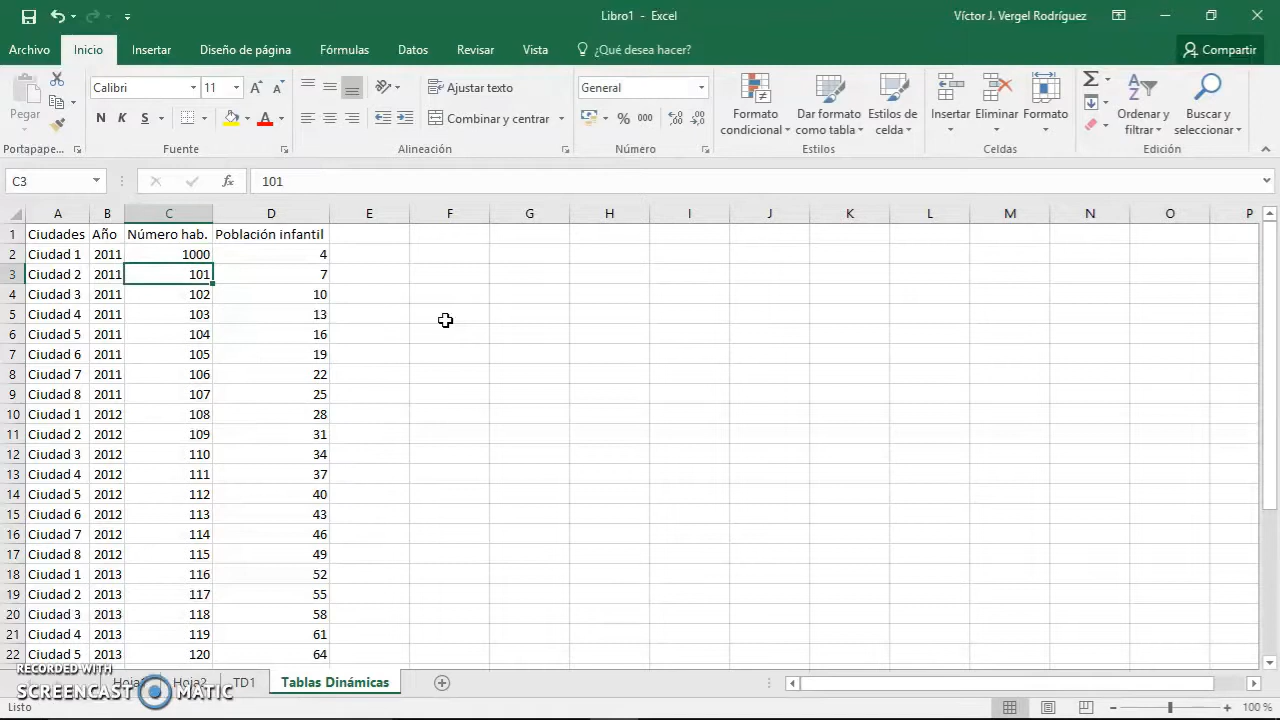 Libro1 - Excel
Víctor J. Vergel Rodríguez
Archivo Inicio Insertar Diseño de página Fórmulas Datos Revisar Vista ¿Qué desea hacer? Compartir
Pegar
Calibri 11
N K S
Ajustar texto
Combinar y centrar
General
% 000
Formato condicional
Dar formato como tabla
Estilos de celda
Insertar Eliminar Formato
Ordenar y filtrar
Buscar y seleccionar
Portapape... Fuente Alineación Número Estilos Celdas Edición
C3 fx 101
A B C D E F G H I J K L M N O P
1 Ciudades Año Número hab. Población infantil
2 Ciudad 1 2011 1000 4
3 Ciudad 2 2011 101 7
4 Ciudad 3 2011 102 10
5 Ciudad 4 2011 103 13
6 Ciudad 5 2011 104 16
7 Ciudad 6 2011 105 19
8 Ciudad 7 2011 106 22
9 Ciudad 8 2011 107 25
10 Ciudad 1 2012 108 28
11 Ciudad 2 2012 109 31
12 Ciudad 3 2012 110 34
13 Ciudad 4 2012 111 37
14 Ciudad 5 2012 112 40
15 Ciudad 6 2012 113 43
16 Ciudad 7 2012 114 46
17 Ciudad 8 2012 115 49
18 Ciudad 1 2013 116 52
19 Ciudad 2 2013 117 55
20 Ciudad 3 2013 118 58
21 Ciudad 4 2013 119 61
22 Ciudad 5 2013 120 64
RECORDED WITH
SCREENCAST MATIC
Hoja2 TD1 Tablas Dinámicas
Listo 100 %